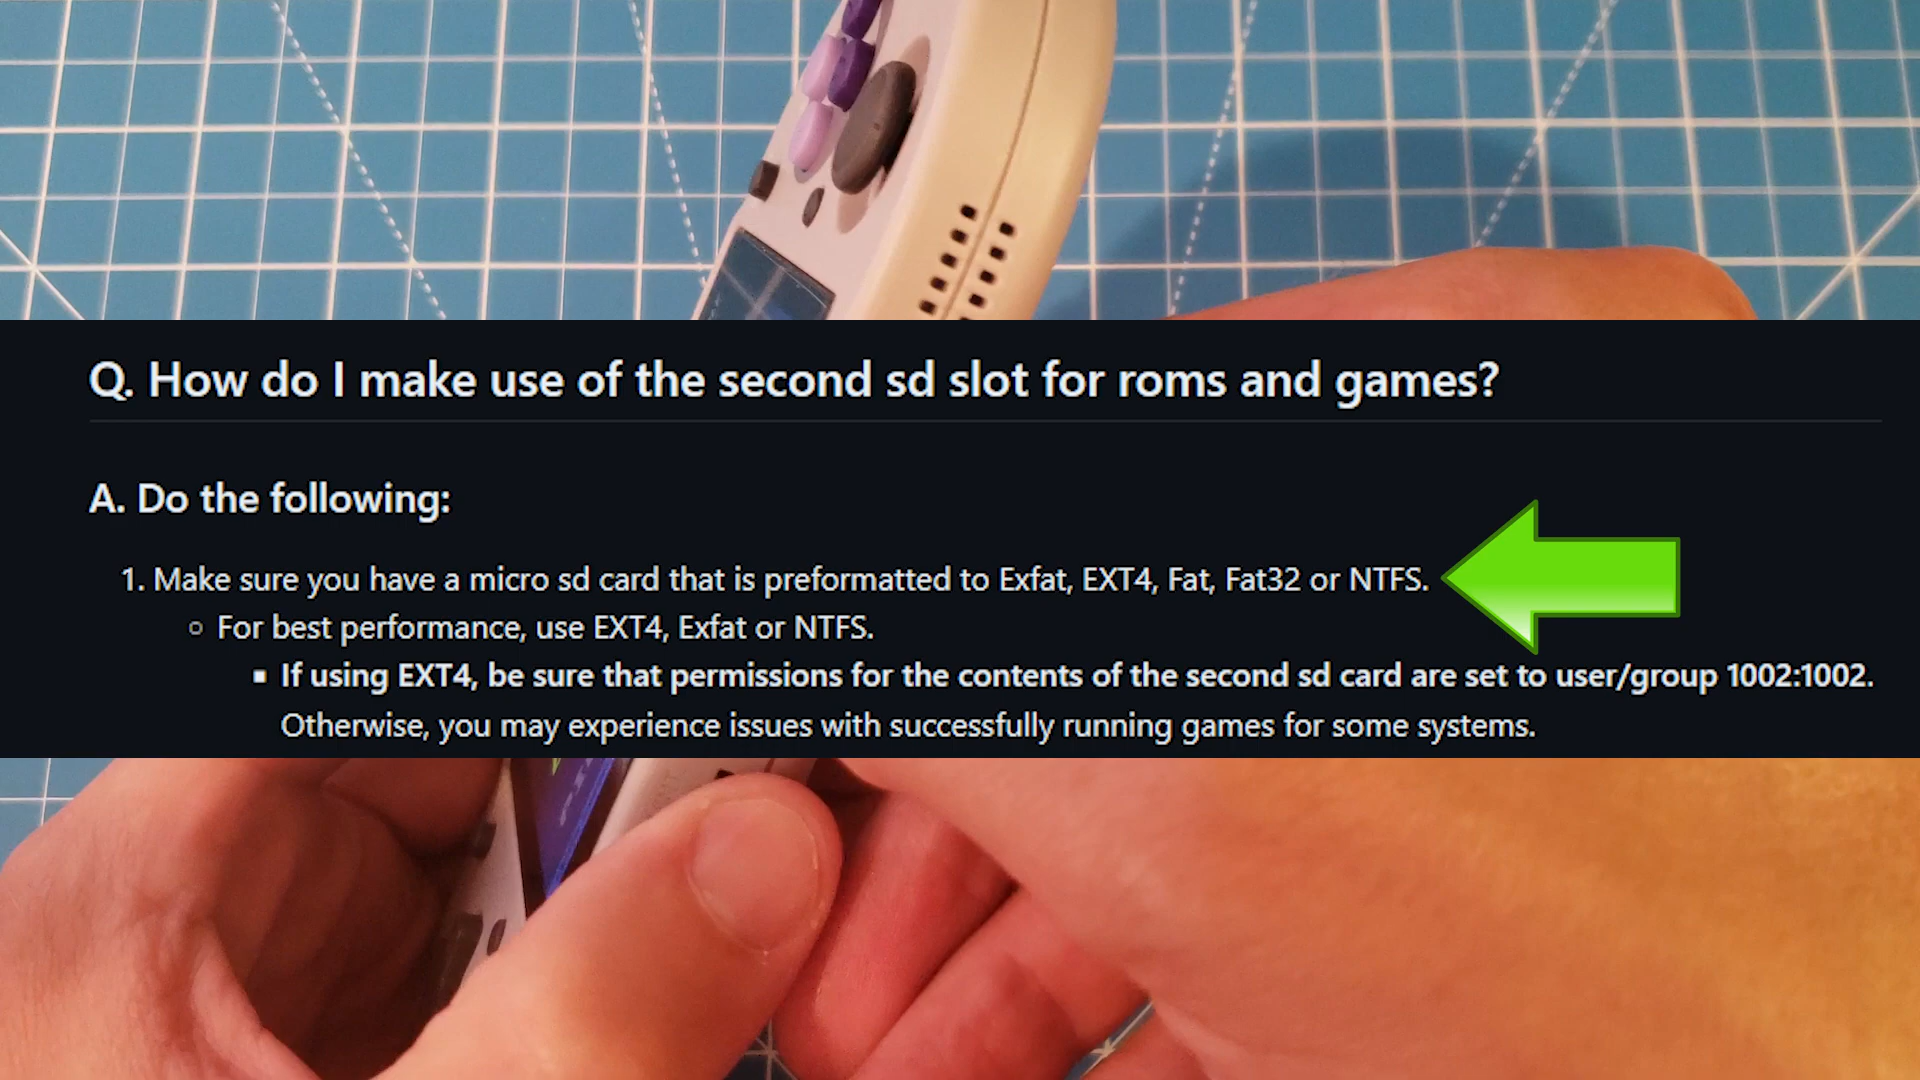 Q. How do I make use of the second sd slot for roms and games?
A. Do the following:
1. Make sure you have a micro sd card that is preformatted to Exfat, EXT4, Fat, Fat32 or NTFS.
○ For best performance, use EXT4, Exfat or NTFS.
▪ If using EXT4, be sure that permissions for the contents of the second sd card are set to user/group 1002:1002.
Otherwise, you may experience issues with successfully running games for some systems.